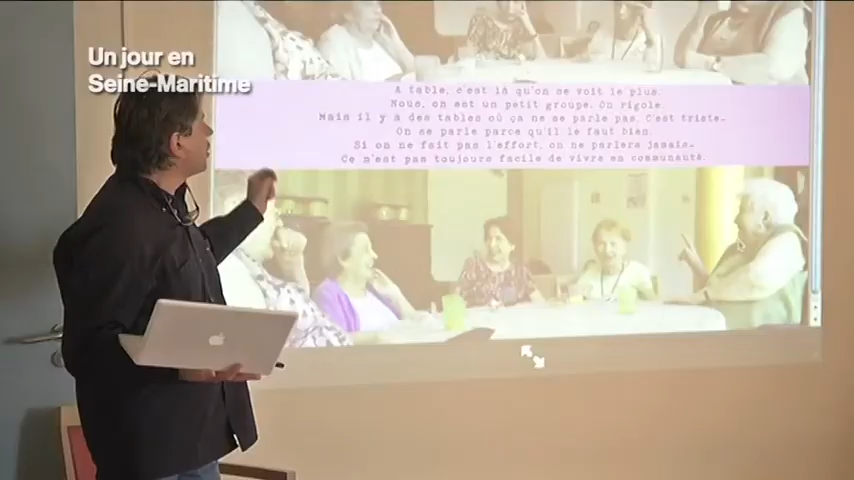 Un jour en
Seine-Maritime
A table, c'est là qu'on se voit le plus.
Nous, on est un petit groupe. On rigole.
Mais il y a des tables où ça ne se parle pas. C'est triste.
On se parle parce qu'il le faut bien.
Si on ne fait pas l'effort, on ne parlera jamais.
Ce n'est pas toujours facile de vivre en communauté.